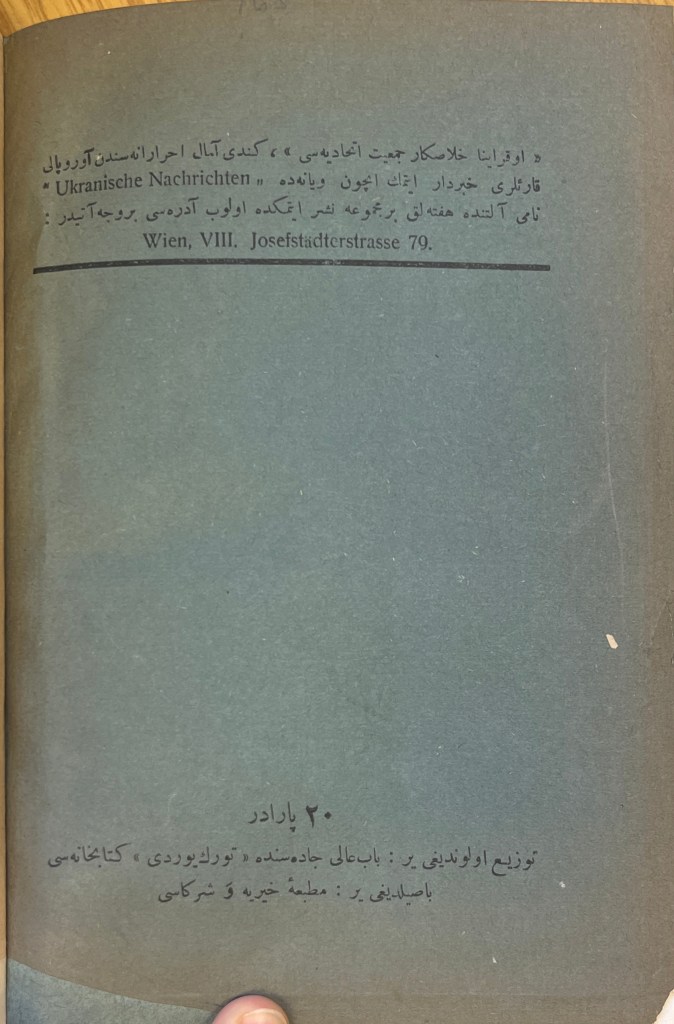 « اوقراینا خلاصکار جمعیت اتحادیه‌سی » ، کندی آمال احرارانه‌سندن آوروپالی
قارئلری خبردار ایتمك ایچون ویانه‌ده „ Ukranische Nachrichten “
نامی آلتنده هفته‌لق بر مجموعه نشر ایتمکده اولوب آدره‌سی بروجه آتیدر :
Wien, VIII. Josefstädterstrasse 79.
٢٠ پارادر
توزیع اولوندیغی یر : باب عالی جاده‌سنده « تورك یوردی » کتابخانه‌سی
باصیلدیغی یر : مطبعهٔ خیریه و شرکاسی